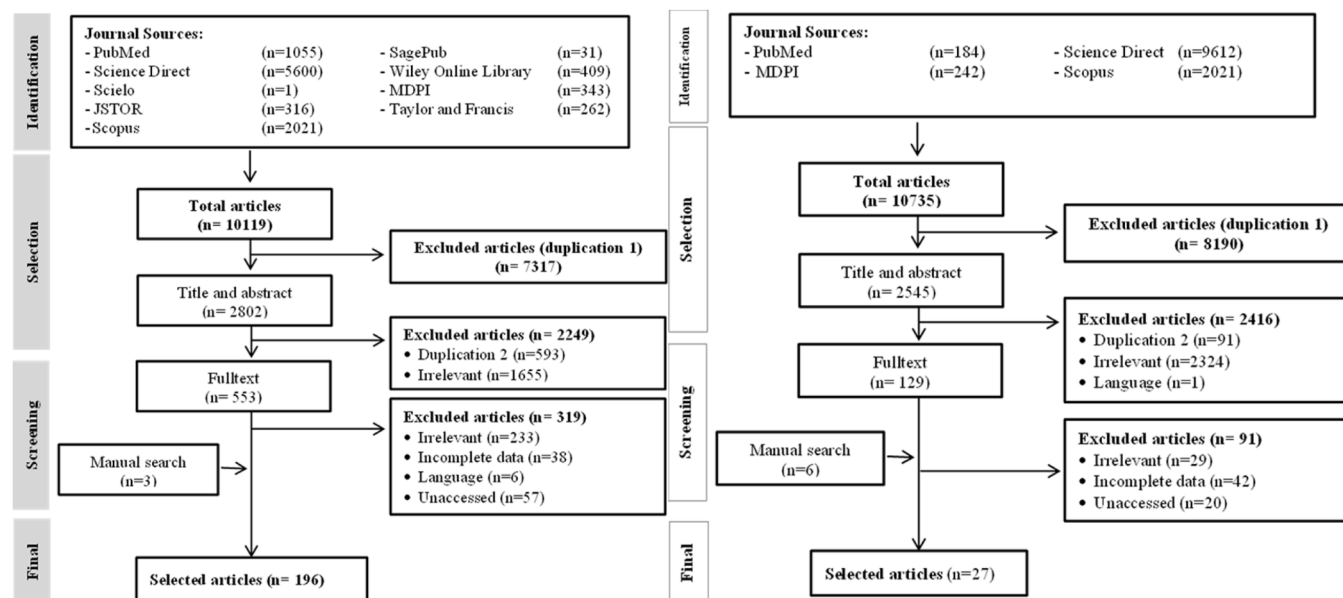 Identification
Journal Sources:
- PubMed (n=1055) - SagePub (n=31)
- Science Direct (n=5600) - Wiley Online Library (n=409)
- Scielo (n=1) - MDPI (n=343)
- JSTOR (n=316) - Taylor and Francis (n=262)
- Scopus (n=2021)
Selection
Total articles
(n= 10119)
Excluded articles (duplication 1)
(n= 7317)
Title and abstract
(n= 2802)
Excluded articles (n= 2249)
• Duplication 2 (n=593)
• Irrelevant (n=1655)
Screening
Fulltext
(n= 553)
Excluded articles (n= 319)
• Irrelevant (n=233)
• Incomplete data (n=38)
• Language (n=6)
• Unaccessed (n=57)
Manual search
(n=3)
Final
Selected articles (n= 196)
Identification
Journal Sources:
- PubMed (n=184) - Science Direct (n=9612)
- MDPI (n=242) - Scopus (n=2021)
Selection
Total articles
(n= 10735)
Excluded articles (duplication 1)
(n= 8190)
Title and abstract
(n= 2545)
Excluded articles (n= 2416)
• Duplication 2 (n=91)
• Irrelevant (n=2324)
• Language (n=1)
Screening
Fulltext
(n= 129)
Excluded articles (n= 91)
• Irrelevant (n=29)
• Incomplete data (n=42)
• Unaccessed (n=20)
Manual search
(n=6)
Final
Selected articles (n=27)